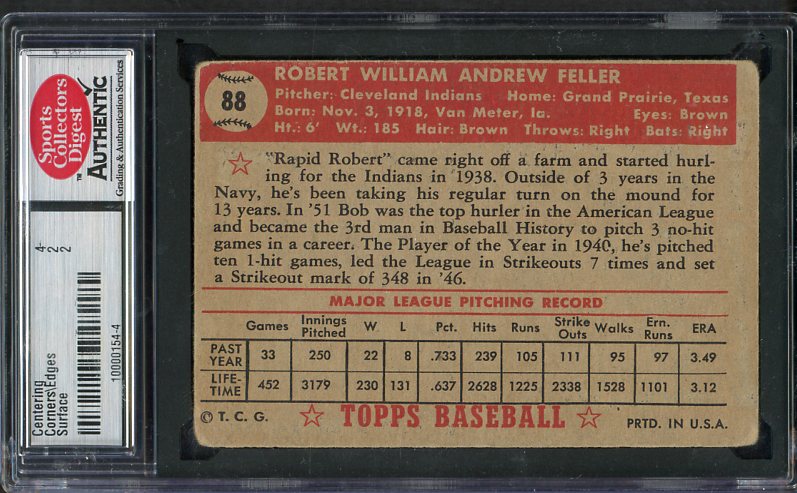 Sports
Collectors
Digest
™
AUTHENTIC
Grading & Authentication Services
4-
2
2
Centering
Corners\Edges
Surface
10000154-4
88
ROBERT WILLIAM ANDREW FELLER
Pitcher: Cleveland Indians Home: Grand Prairie, Texas
Born: Nov. 3, 1918, Van Meter, Ia. Eyes: Brown
Ht.: 6' Wt.: 185 Hair: Brown Throws: Right Bats: Right
"Rapid Robert" came right off a farm and started hurl-
ing for the Indians in 1938. Outside of 3 years in the
Navy, he's been taking his regular turn on the mound for
13 years. In '51 Bob was the top hurler in the American League
and became the 3rd man in Baseball History to pitch 3 no-hit
games in a career. The Player of the Year in 1940, he's pitched
ten 1-hit games, led the League in Strikeouts 7 times and set
a Strikeout mark of 348 in '46.
MAJOR LEAGUE PITCHING RECORD
Games Innings Pitched W L Pct. Hits Runs Strike Outs Walks Ern. Runs ERA
PAST YEAR 33 250 22 8 .733 239 105 111 95 97 3.49
LIFE-TIME 452 3179 230 131 .637 2628 1225 2338 1528 1101 3.12
© T. C. G. TOPPS BASEBALL PRTD. IN U.S.A.